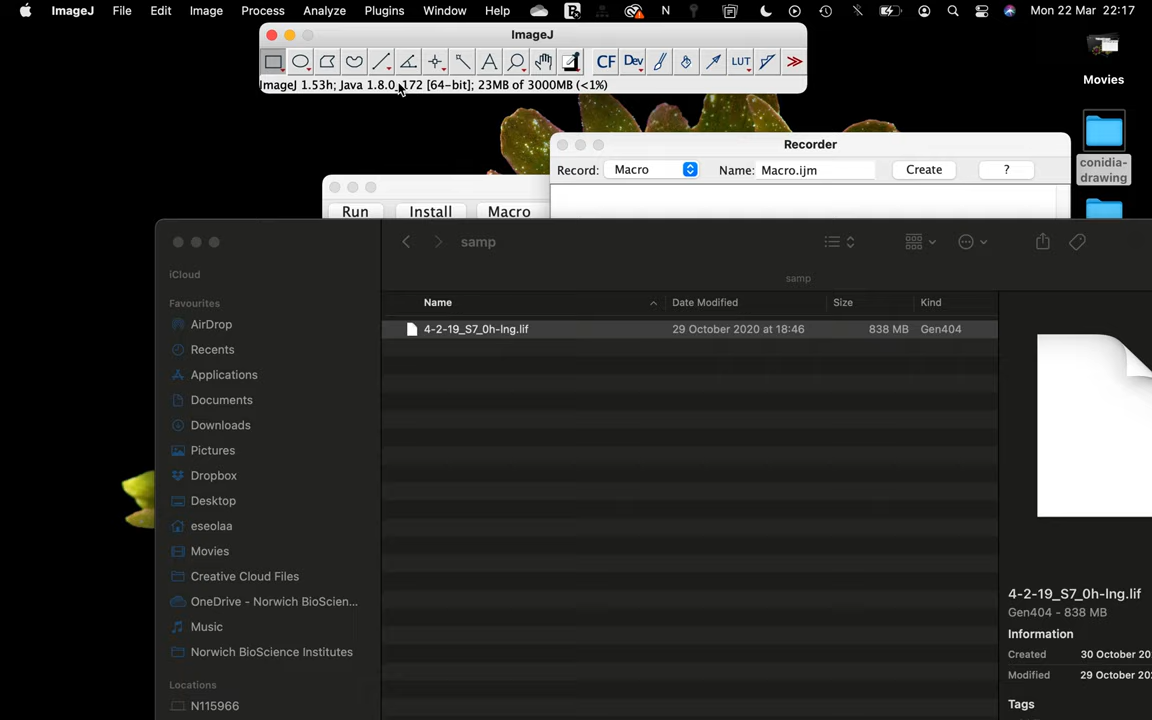 ImageJ File Edit Image Process Analyze Plugins Window Help N Mon 22 Mar 22:17
ImageJ
A CF Dev LUT
ImageJ 1.53h; Java 1.8.0_172 [64-bit]; 23MB of 3000MB (<1%)
Movies
Recorder
Record: Macro Name: Macro.ijm Create ?
conidia-
drawing
Run Install Macro
samp
samp
iCloud
Favourites
AirDrop
Recents
Applications
Documents
Downloads
Pictures
Dropbox
Desktop
eseolaa
Movies
Creative Cloud Files
OneDrive - Norwich BioScien...
Music
Norwich BioScience Institutes
Locations
N115966
Name Date Modified Size Kind
4-2-19_S7_0h-lng.lif 29 October 2020 at 18:46 838 MB Gen404
4-2-19_S7_0h-lng.lif
Gen404 - 838 MB
Information
Created 30 October 20
Modified 29 October 202
Tags